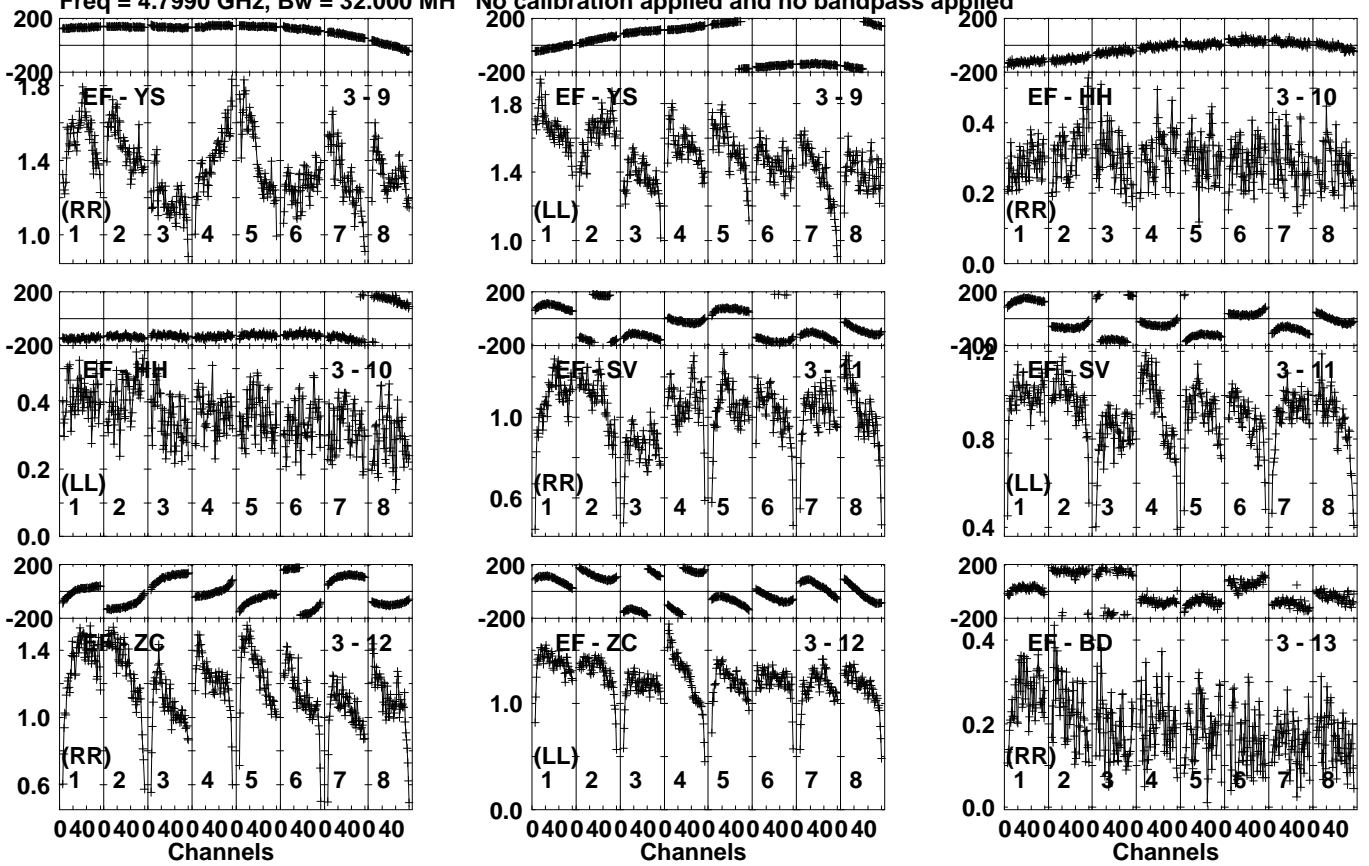 Freq = 4.7990 GHz, Bw = 32.000 MH No calibration applied and no bandpass applied
200
-200
1.8
1.4
1.0
EF - YS 3 - 9
(RR)
1 2 3 4 5 6 7 8
200
-200
1.8
1.4
1.0
EF - YS 3 - 9
(LL)
1 2 3 4 5 6 7 8
200
-200
0.4
0.2
0.0
EF - HH 3 - 10
(RR)
1 2 3 4 5 6 7 8
200
-200
0.4
0.2
0.0
EF - HH 3 - 10
(LL)
1 2 3 4 5 6 7 8
200
-200
1.0
0.6
EF - SV 3 - 11
(RR)
1 2 3 4 5 6 7 8
200
-200
1.2
0.8
0.4
EF - SV 3 - 11
(LL)
1 2 3 4 5 6 7 8
200
-200
1.4
1.0
0.6
EF - ZC 3 - 12
(RR)
1 2 3 4 5 6 7 8
0 40 0 40 0 40 0 40 0 40 0 40 0 40 0 40
Channels
200
-200
1.0
0.0
EF - ZC 3 - 12
(LL)
1 2 3 4 5 6 7 8
0 40 0 40 0 40 0 40 0 40 0 40 0 40 0 40
Channels
200
-200
0.4
0.2
0.0
EF - BD 3 - 13
(RR)
1 2 3 4 5 6 7 8
0 40 0 40 0 40 0 40 0 40 0 40 0 40 0 40
Channels